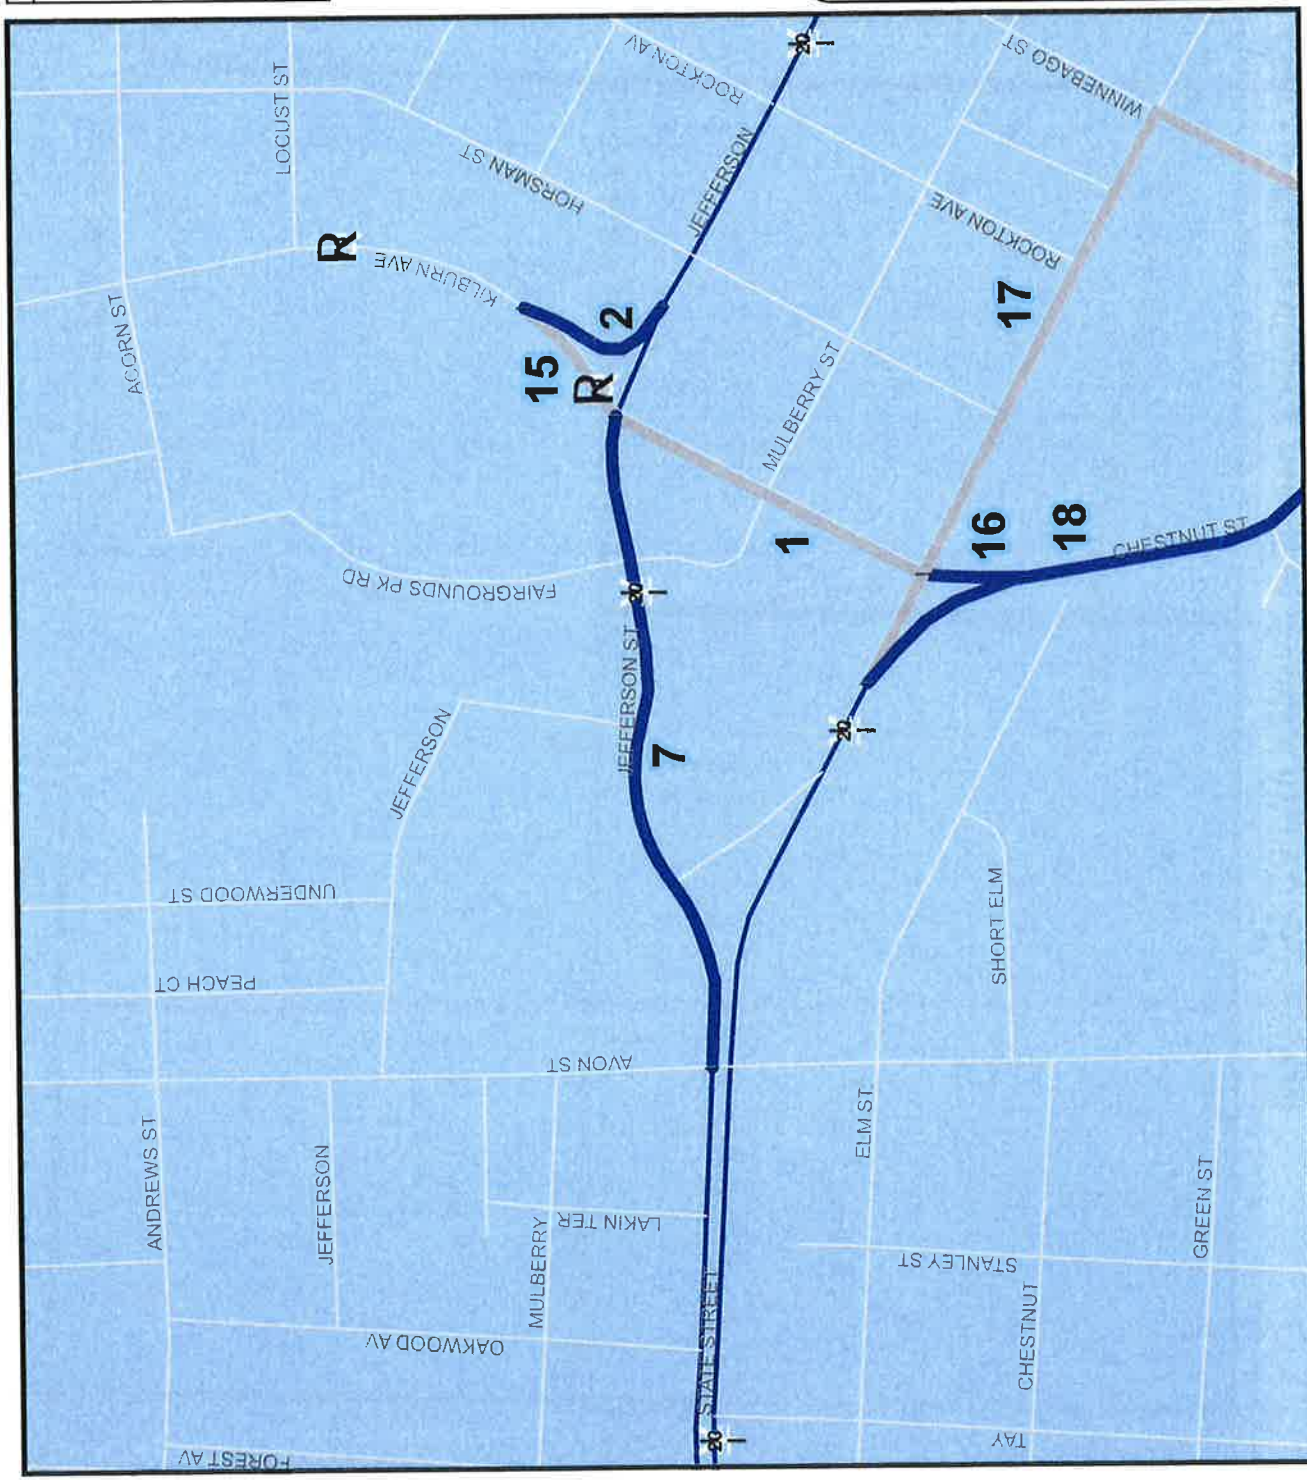 LOCUST ST
ROCKTON AV
20
WINNEBAGO ST
HORSMAN ST
JEFFERSON
R
KILBURN AVE
ROCKTON AVE
ACORN ST
2
17
15
R
MULBERRY ST
1
16
18
CHESTNUT ST
FAIRGROUNDS PK RD
20
JEFFERSON ST
7
20
JEFFERSON
UNDERWOOD ST
SHORT ELM
PEACH CT
AVON ST
ANDREWS ST
JEFFERSON
ELM ST
MULBERRY
LAKIN TER
STANLEY ST
GREEN ST
OAKWOOD AV
STATE STREET
CHESTNUT
FOREST AV
20
TAY